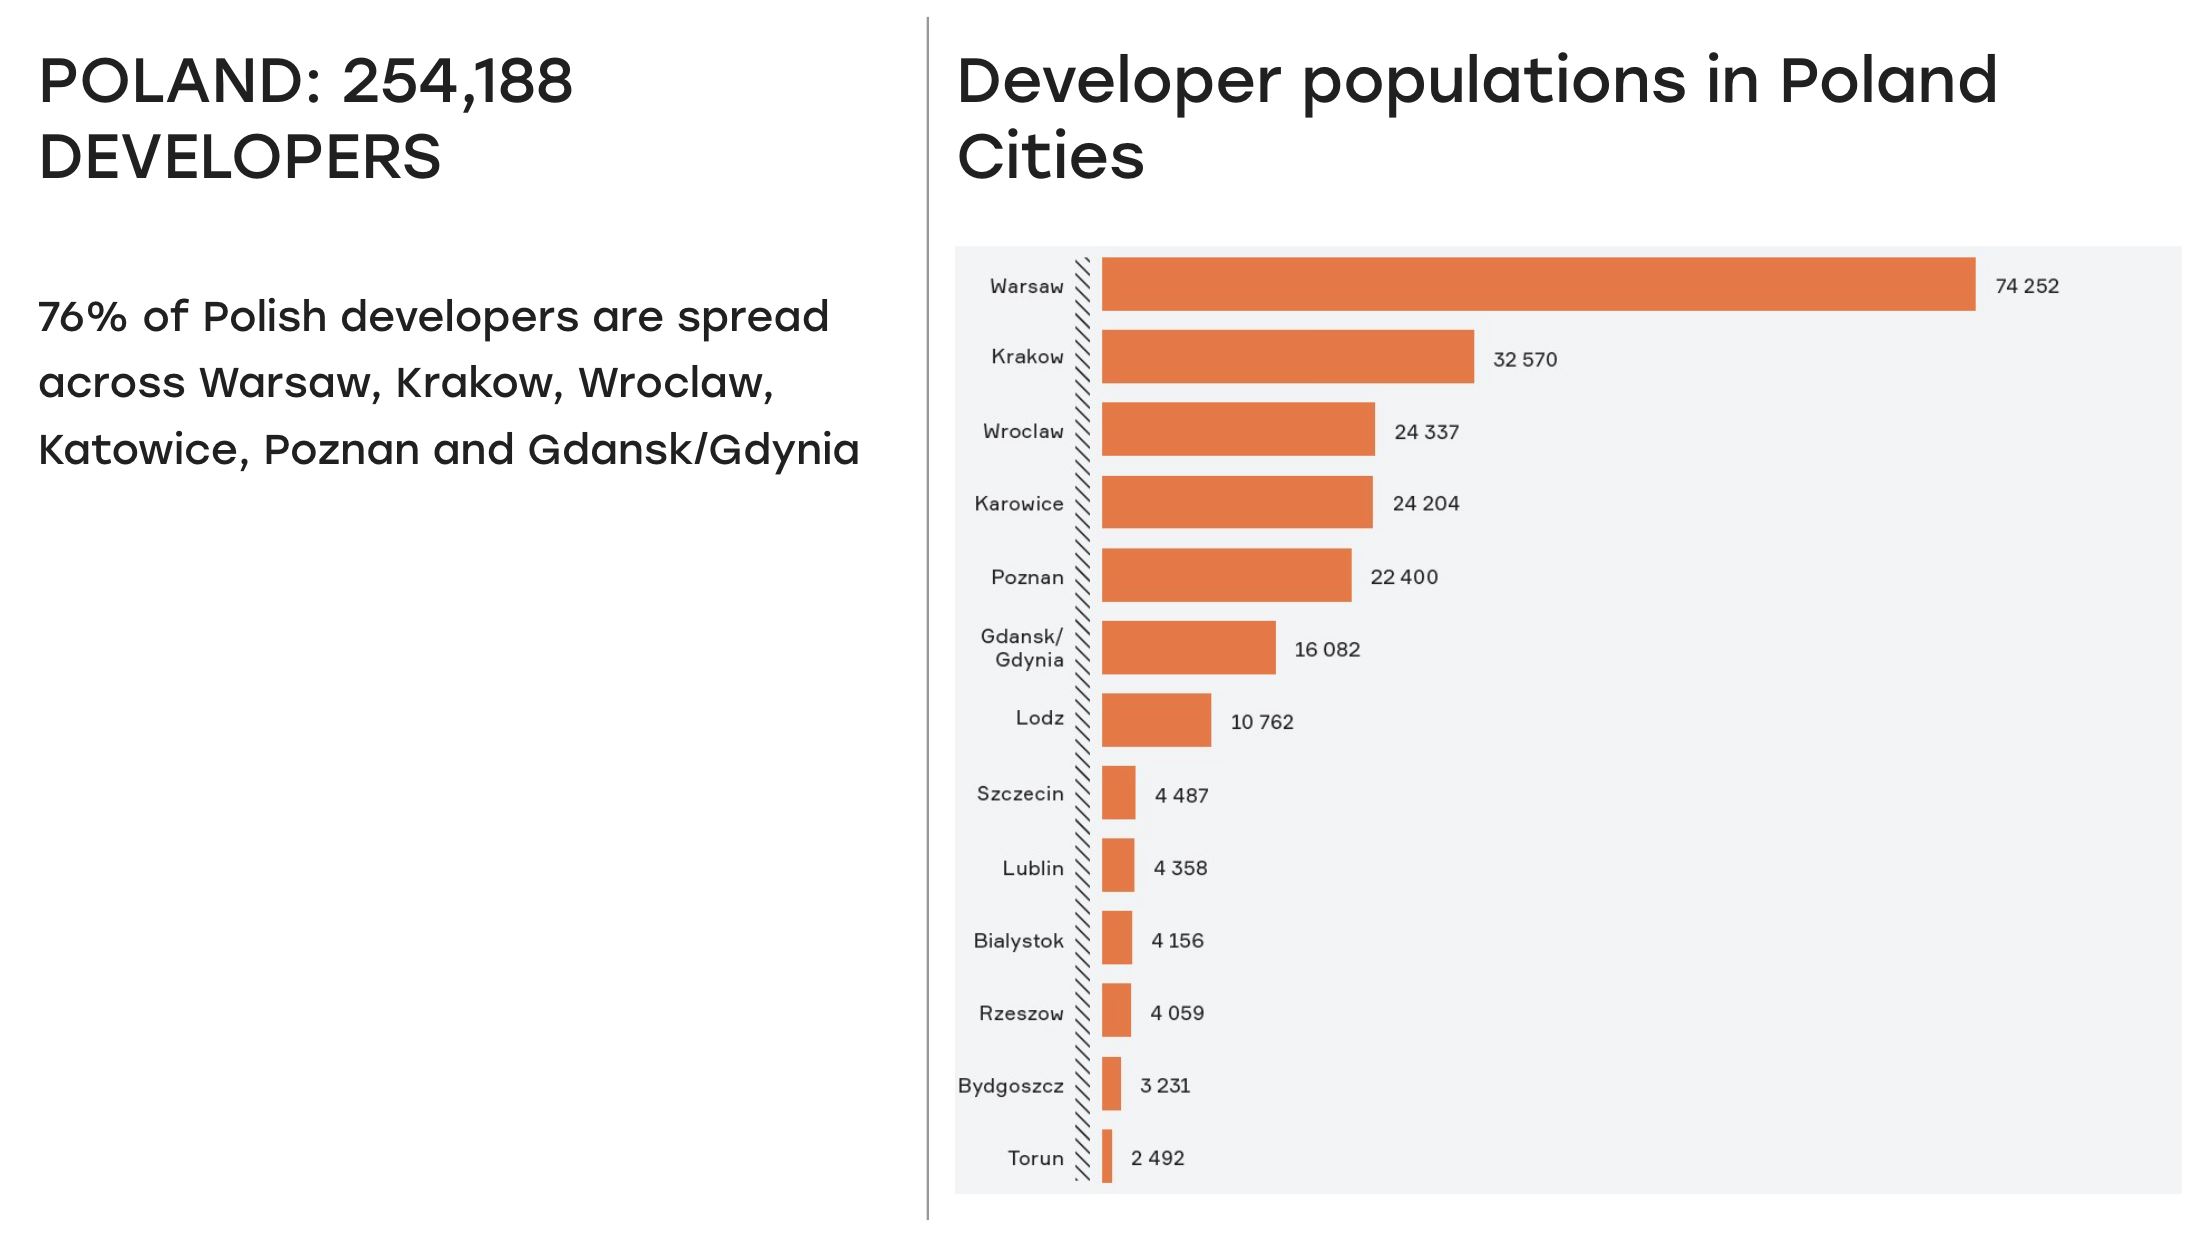 POLAND: 254,188
DEVELOPERS
76% of Polish developers are spread
across Warsaw, Krakow, Wroclaw,
Katowice, Poznan and Gdansk/Gdynia
Developer populations in Poland
Cities
Warsaw 74 252
Krakow 32 570
Wroclaw 24 337
Karowice 24 204
Poznan 22 400
Gdansk/
Gdynia 16 082
Lodz 10 762
Szczecin 4 487
Lublin 4 358
Bialystok 4 156
Rzeszow 4 059
Bydgoszcz 3 231
Torun 2 492